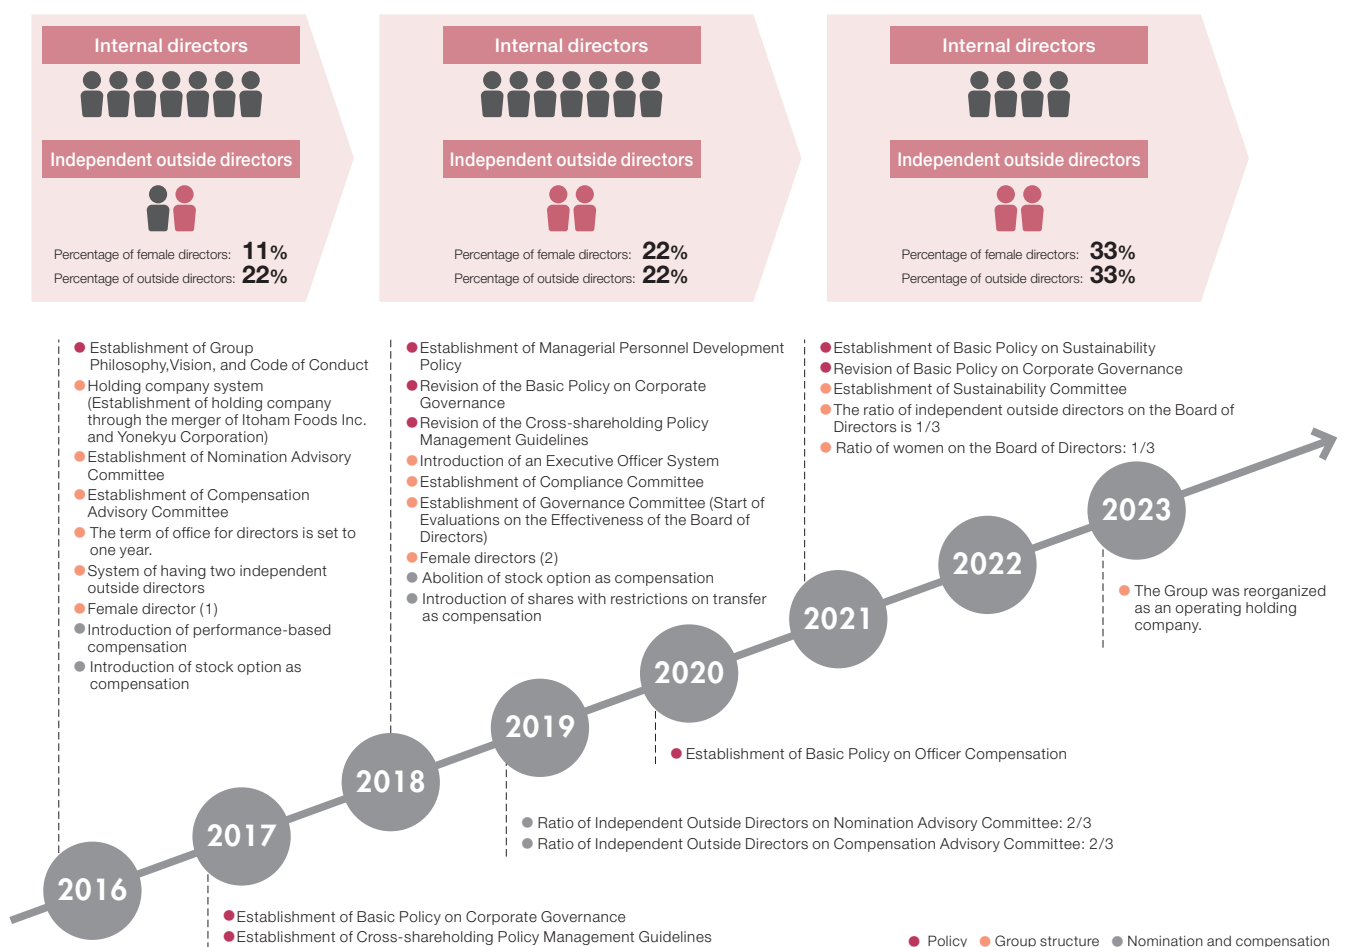 Internal directors
Independent outside directors
Percentage of female directors: 11%
Percentage of outside directors: 22%
Internal directors
Independent outside directors
Percentage of female directors: 22%
Percentage of outside directors: 22%
Internal directors
Independent outside directors
Percentage of female directors: 33%
Percentage of outside directors: 33%
Establishment of Group
Philosophy,Vision, and Code of Conduct
Holding company system
(Establishment of holding company
through the merger of Itoham Foods Inc.
and Yonekyu Corporation)
Establishment of Nomination Advisory
Committee
Establishment of Compensation
Advisory Committee
The term of office for directors is set to
one year.
System of having two independent
outside directors
Female director (1)
Introduction of performance-based
compensation
Introduction of stock option as
compensation
Establishment of Managerial Personnel Development
Policy
Revision of the Basic Policy on Corporate
Governance
Revision of the Cross-shareholding Policy
Management Guidelines
Introduction of an Executive Officer System
Establishment of Compliance Committee
Establishment of Governance Committee (Start of
Evaluations on the Effectiveness of the Board of
Directors)
Female directors (2)
Abolition of stock option as compensation
Introduction of shares with restrictions on transfer
as compensation
Establishment of Basic Policy on Sustainability
Revision of Basic Policy on Corporate Governance
Establishment of Sustainability Committee
The ratio of independent outside directors on the Board of
Directors is 1/3
Ratio of women on the Board of Directors: 1/3
2023
2022
The Group was reorganized
as an operating holding
company.
2021
2020
2019
Establishment of Basic Policy on Officer Compensation
2018
Ratio of Independent Outside Directors on Nomination Advisory Committee: 2/3
Ratio of Independent Outside Directors on Compensation Advisory Committee: 2/3
2017
2016
Establishment of Basic Policy on Corporate Governance
Establishment of Cross-shareholding Policy Management Guidelines
Policy Group structure Nomination and compensation